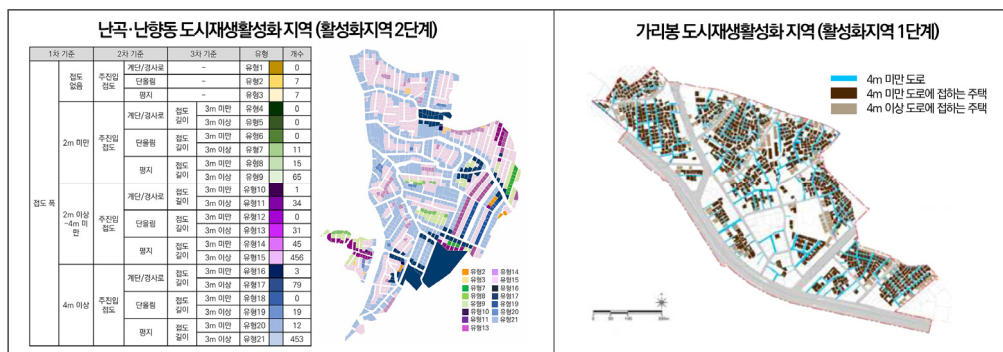 난곡·난향동 도시재생활성화 지역 (활성화지역 2단계)
1차 기준 2차 기준 3차 기준 유형 개수
접도 폭
접도 없음 주진입 접도 계단/경사로 - 유형1 0
단올림 - 유형2 7
평지 - 유형3 7
2m 미만 주진입 접도 계단/경사로 접도 길이 3m 미만 유형4 0
3m 이상 유형5 0
단올림 접도 길이 3m 미만 유형6 0
3m 이상 유형7 11
평지 접도 길이 3m 미만 유형8 15
3m 이상 유형9 65
2m 이상 ~4m 미만 주진입 접도 계단/경사로 접도 길이 3m 미만 유형10 1
3m 이상 유형11 34
단올림 접도 길이 3m 미만 유형12 0
3m 이상 유형13 31
평지 접도 길이 3m 미만 유형14 45
3m 이상 유형15 456
4m 이상 주진입 접도 계단/경사로 접도 길이 3m 미만 유형16 3
3m 이상 유형17 79
단올림 접도 길이 3m 미만 유형18 0
3m 이상 유형19 19
평지 접도 길이 3m 미만 유형20 12
3m 이상 유형21 453
유형2 유형14
유형3 유형15
유형7 유형16
유형8 유형17
유형9 유형19
유형10 유형20
유형11 유형21
유형13
가리봉 도시재생활성화 지역 (활성화지역 1단계)
4m 미만 도로
4m 미만 도로에 접하는 주택
4m 이상 도로에 접하는 주택